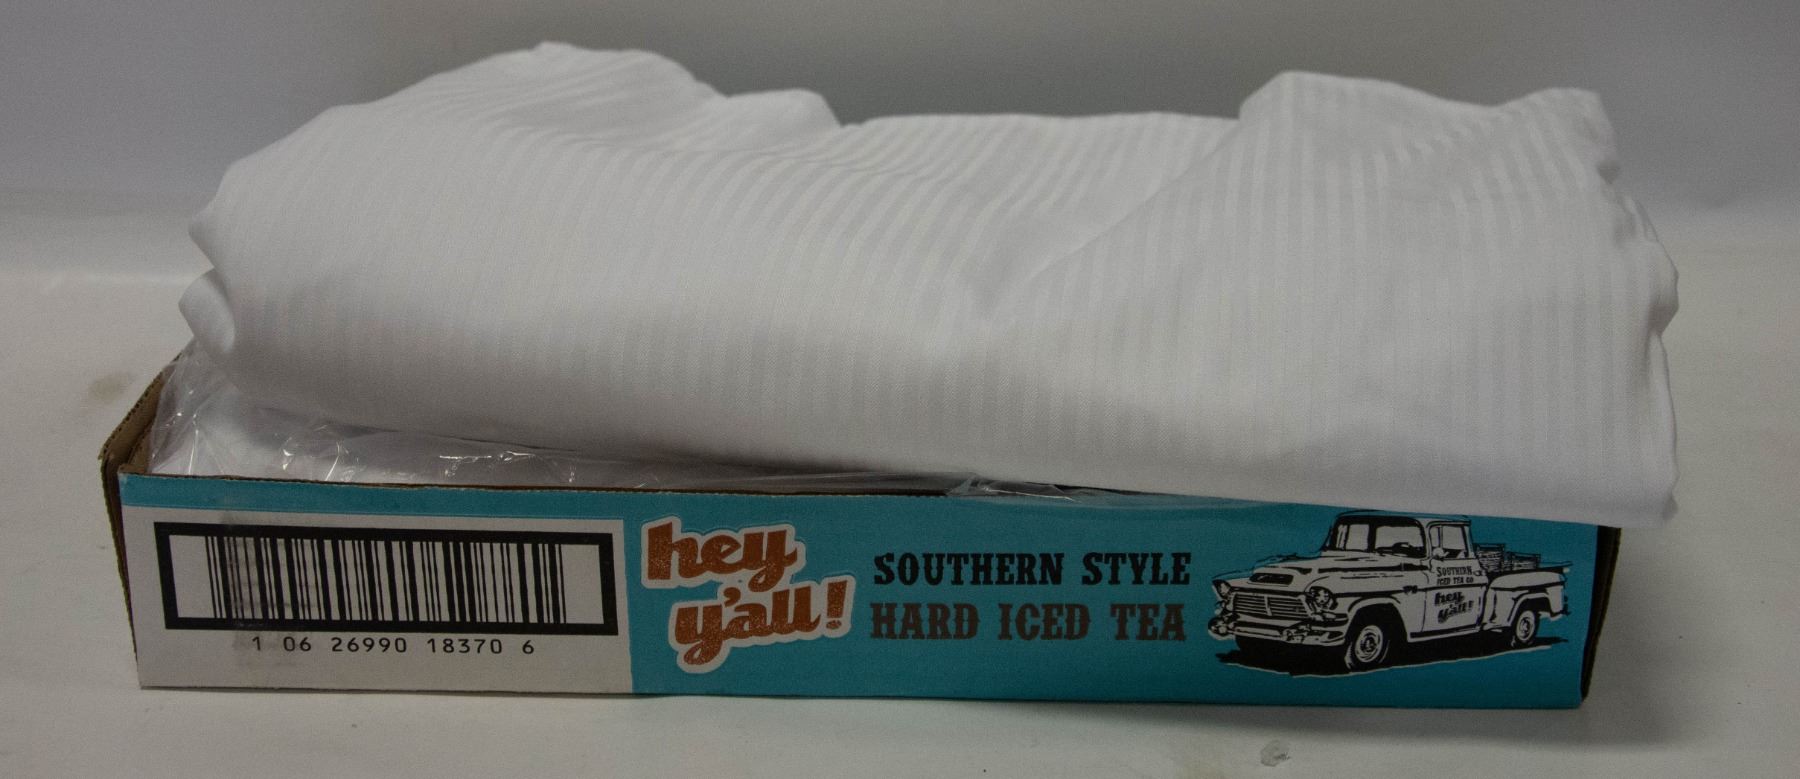 1 06 26990 18370 6
hey
y'all!
SOUTHERN STYLE
HARD ICED TEA
SOUTHERN
ICED TEA CO
hey
y'all!